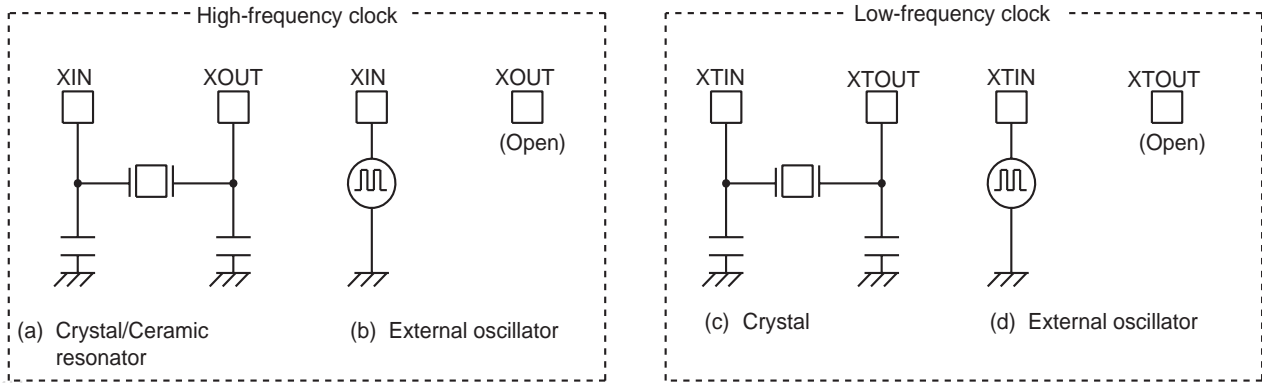 High-frequency clock
XIN XOUT XIN XOUT
(Open)
(a) Crystal/Ceramic
resonator
(b) External oscillator
Low-frequency clock
XTIN XTOUT XTIN XTOUT
(Open)
(c) Crystal
(d) External oscillator